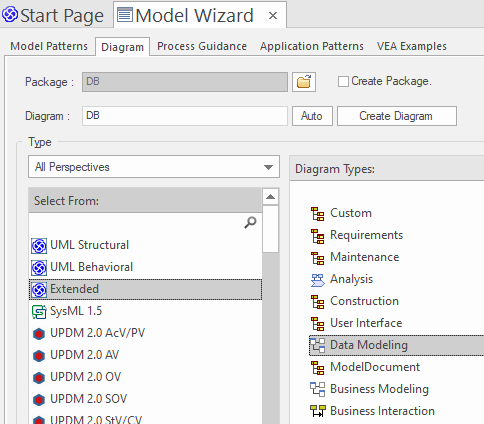 Start Page Model Wizard ×
Model Patterns Diagram Process Guidance Application Patterns VEA Examples
Package: DB Create Package.
Diagram: DB Auto Create Diagram
Type
All Perspectives
Select From:
UML Structural
UML Behavioral
Extended
SysML 1.5
UPDM 2.0 AcV/PV
UPDM 2.0 AV
UPDM 2.0 OV
UPDM 2.0 SOV
UPDM 2.0 StV/CV
Diagram Types:
Custom
Requirements
Maintenance
Analysis
Construction
User Interface
Data Modeling
ModelDocument
Business Modeling
Business Interaction